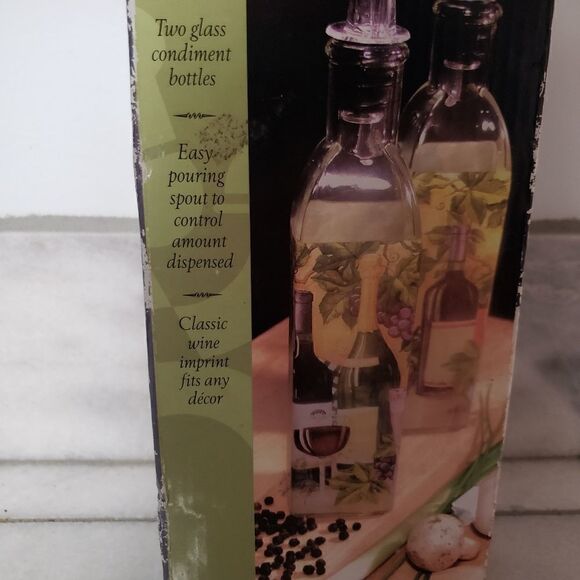 Two glass
condiment
bottles
Easy
pouring
spout to
control
amount
dispensed
Classic
wine
imprint
fits any
décor